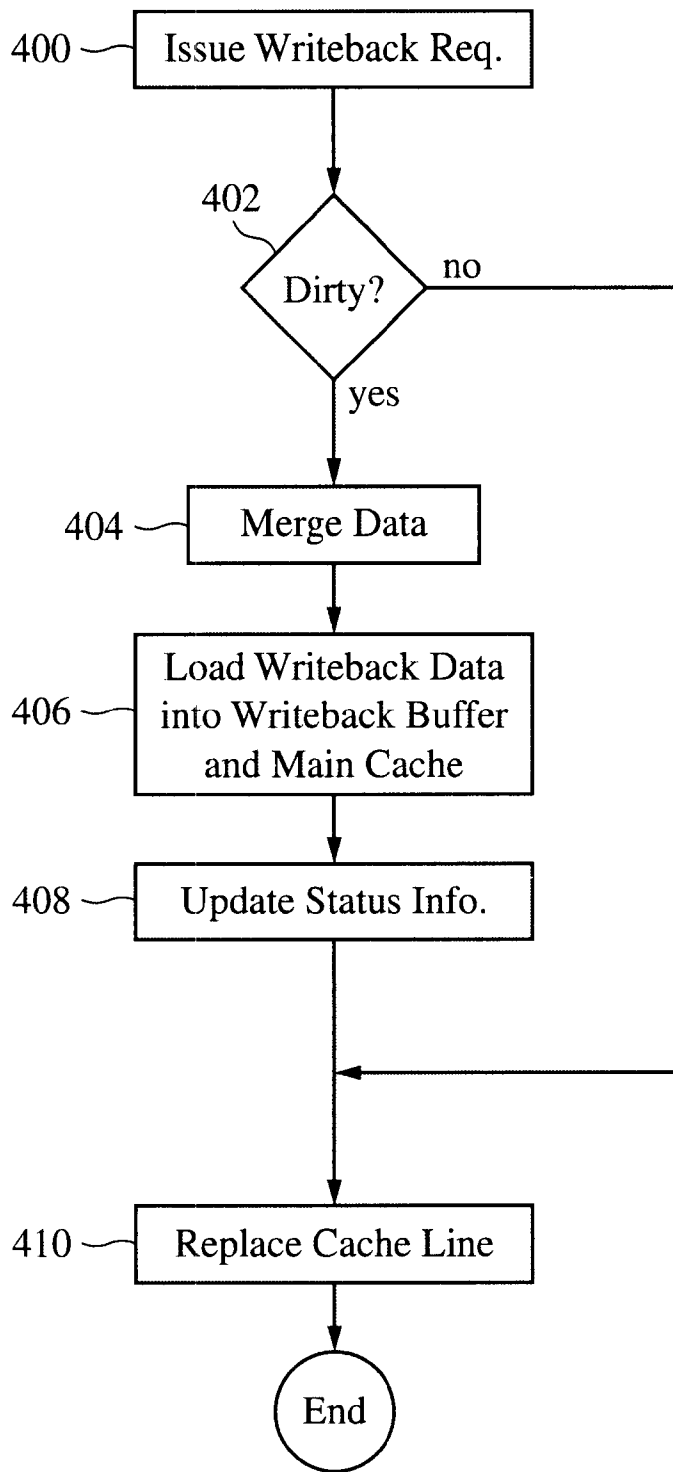 400 Issue Writeback Req.
402
Dirty?
no
yes
404 Merge Data
Load Writeback Data
406 into Writeback Buffer
and Main Cache
408 Update Status Info.
410 Replace Cache Line
End